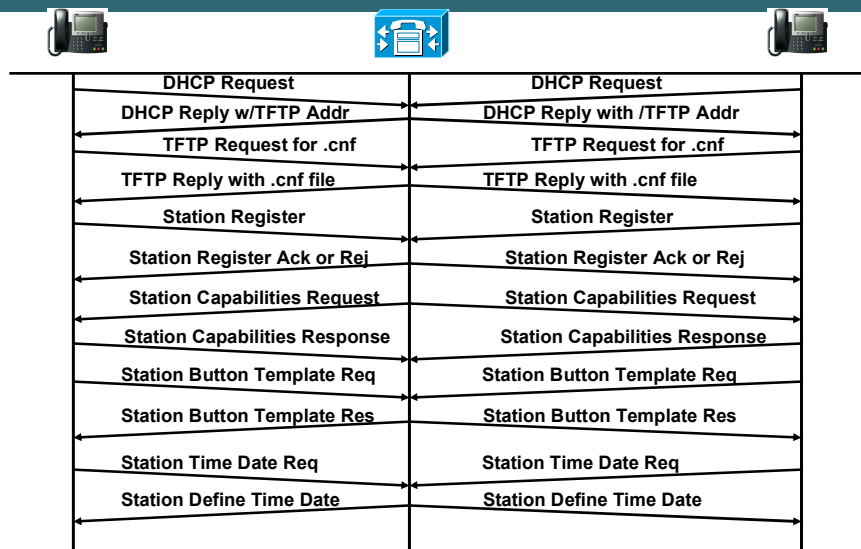 DHCP Request DHCP Request
DHCP Reply w/TFTP Addr DHCP Reply with /TFTP Addr
TFTP Request for .cnf TFTP Request for .cnf
TFTP Reply with .cnf file TFTP Reply with .cnf file
Station Register Station Register
Station Register Ack or Rej Station Register Ack or Rej
Station Capabilities Request Station Capabilities Request
Station Capabilities Response Station Capabilities Response
Station Button Template Req Station Button Template Req
Station Button Template Res Station Button Template Res
Station Time Date Req Station Time Date Req
Station Define Time Date Station Define Time Date